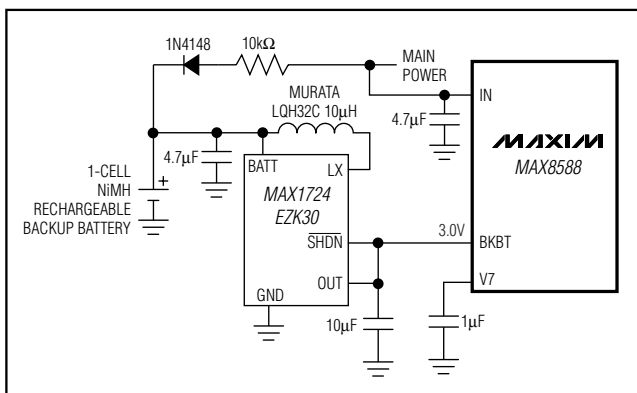 1N4148
10kΩ
MAIN
POWER
MURATA
LQH32C 10µH
IN
4.7µF
MAXIM
MAX8588
4.7µF
BATT
LX
1-CELL
NiMH
RECHARGEABLE
BACKUP BATTERY
+
MAX1724
EZK30
SHDN
3.0V
BKBT
OUT
V7
GND
10µF
1µF